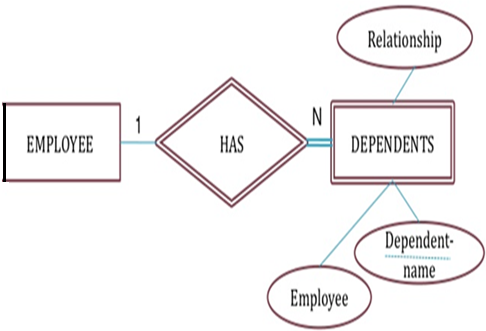 Relationship
1
N
EMPLOYEE
HAS
DEPENDENTS
Dependent-
name
Employee